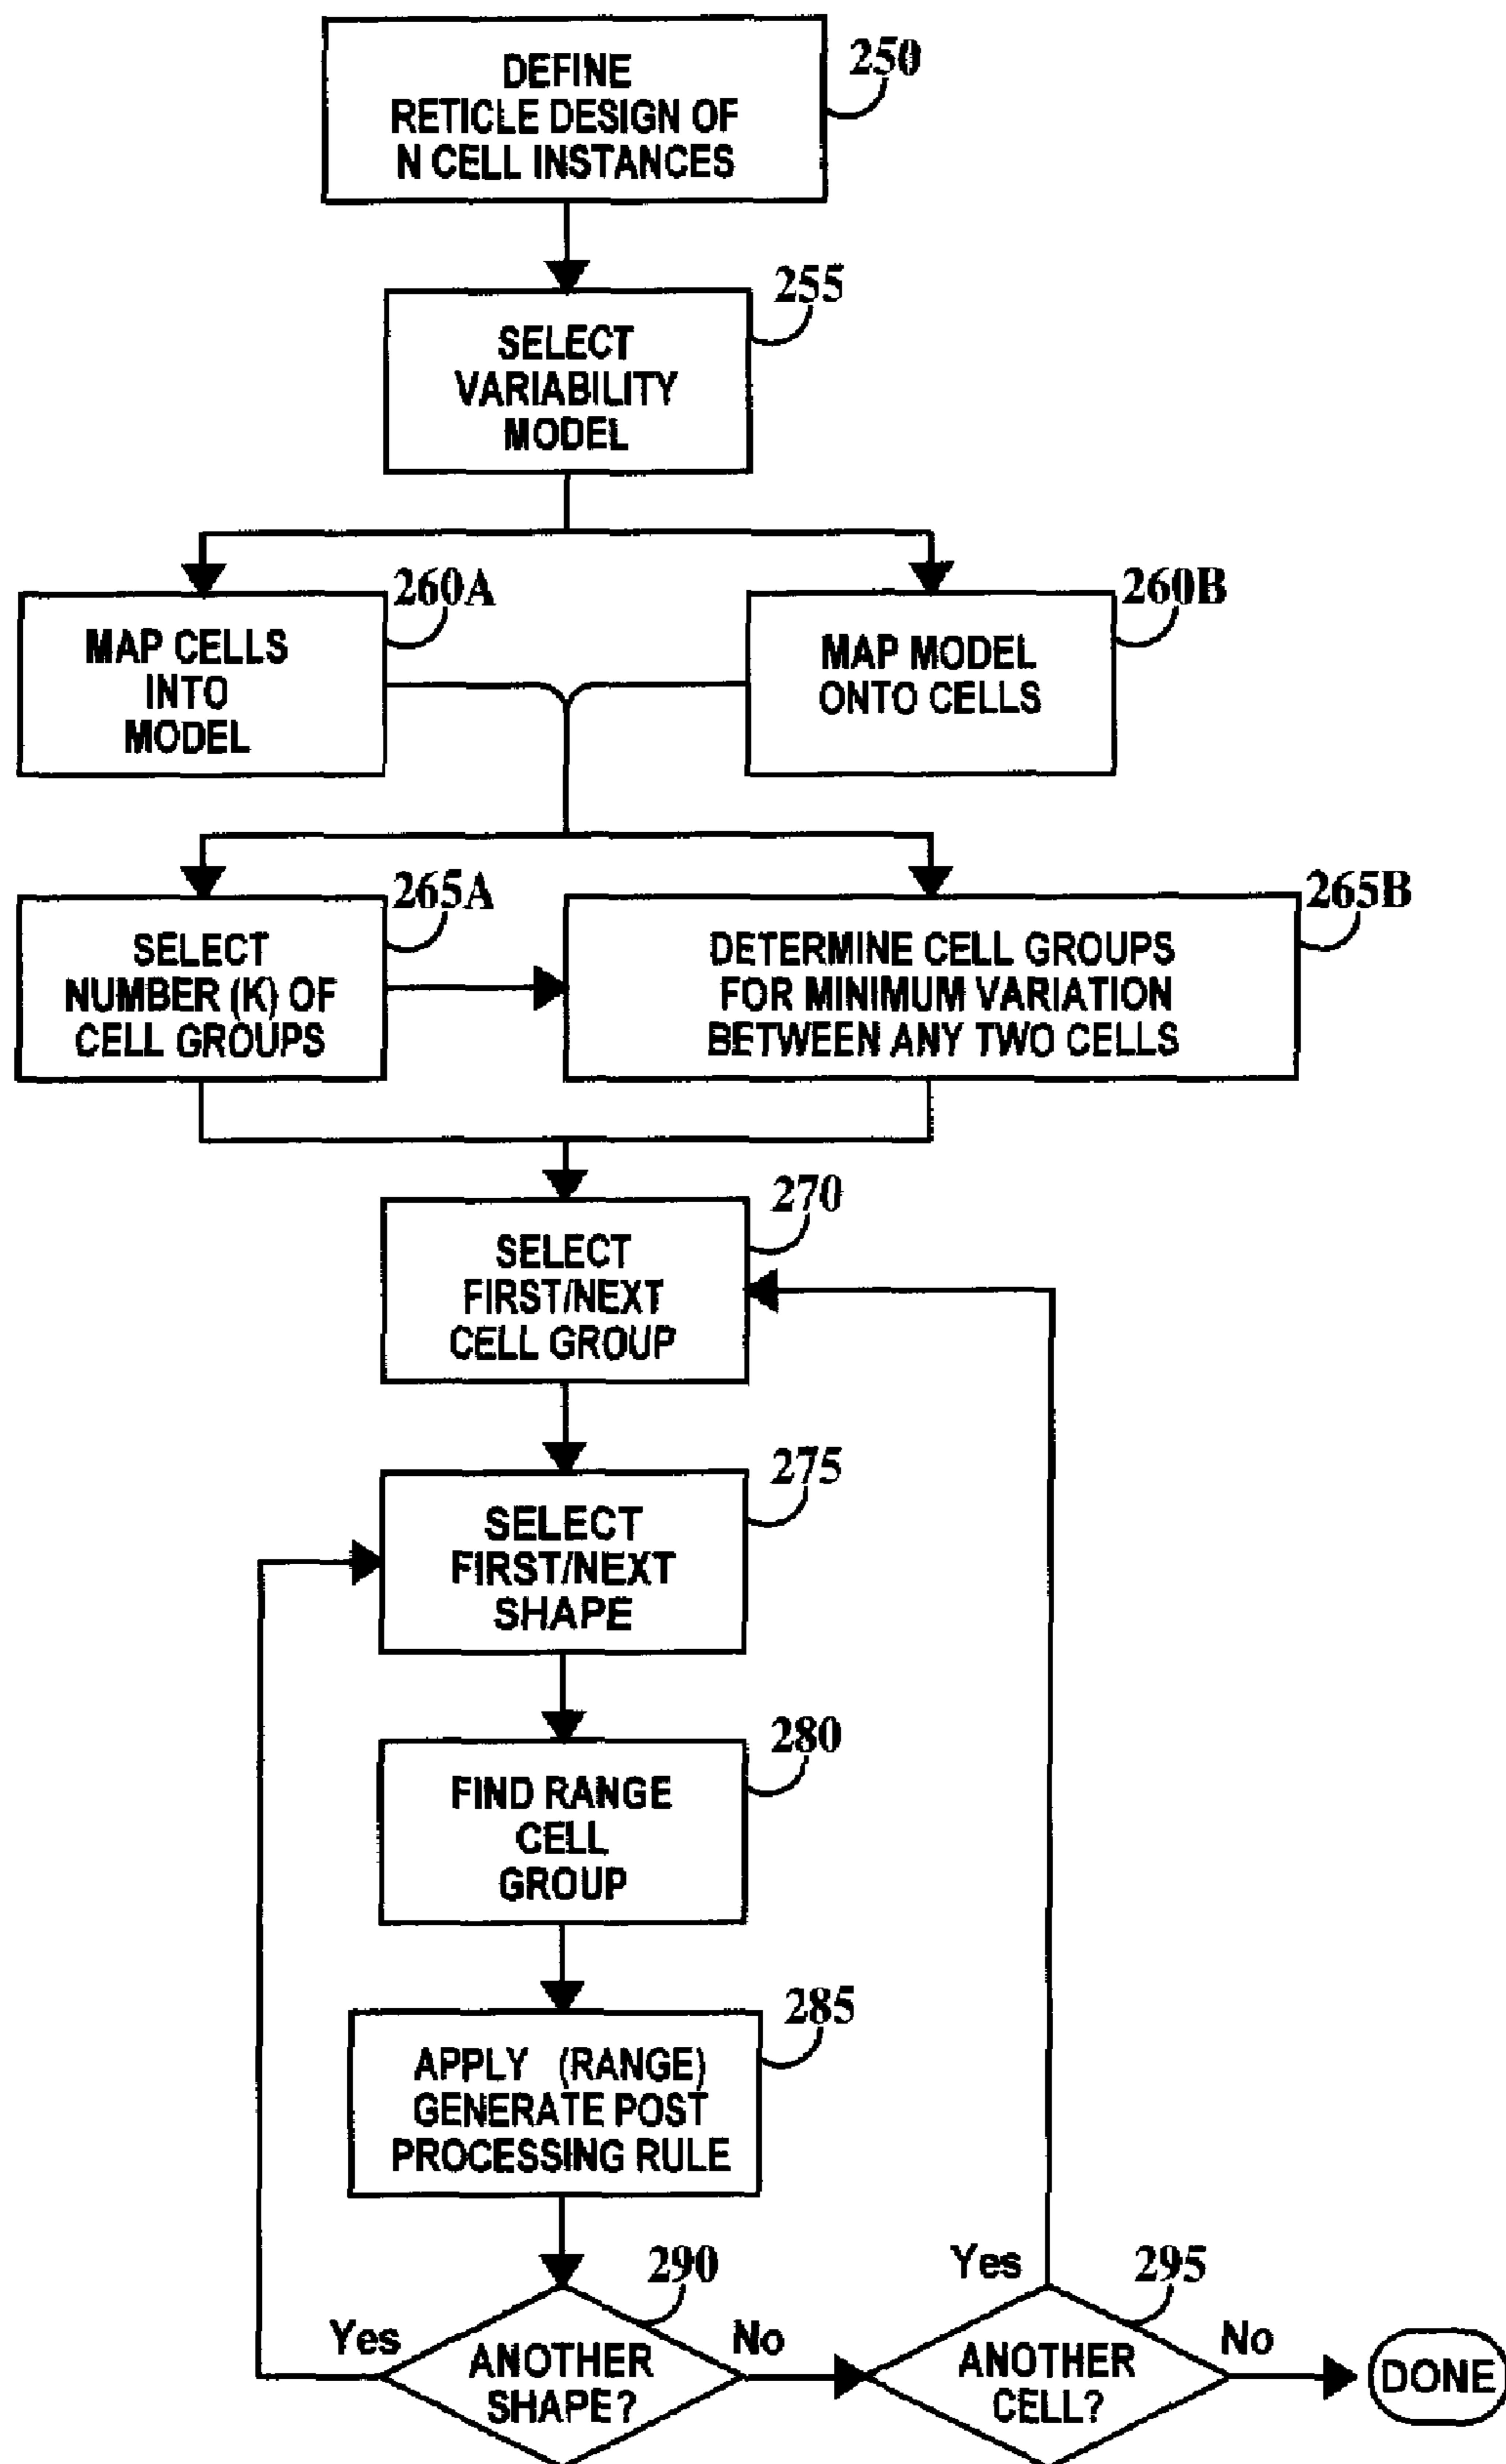 DEFINE
RETICLE DESIGN OF
N CELL INSTANCES
250
SELECT
VARIABILITY
MODEL
255
MAP CELLS
INTO
MODEL
260A
MAP MODEL
ONTO CELLS
260B
SELECT
NUMBER (K) OF
CELL GROUPS
265A
DETERMINE CELL GROUPS
FOR MINIMUM VARIATION
BETWEEN ANY TWO CELLS
265B
SELECT
FIRST/NEXT
CELL GROUP
270
SELECT
FIRST/NEXT
SHAPE
275
FIND RANGE
CELL
GROUP
280
APPLY (RANGE)
GENERATE POST
PROCESSING RULE
285
ANOTHER
SHAPE?
290
Yes
No
ANOTHER
CELL?
295
Yes
No
DONE